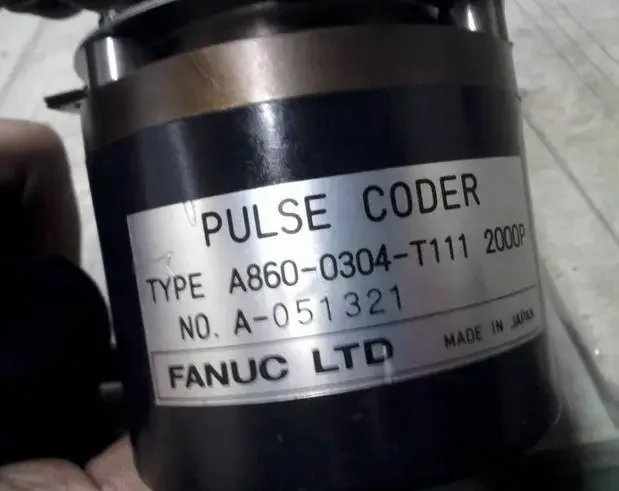 PULSE CODER
TYPE A860-0304-T111 2000P
NO. A-051321
FANUC LTD MADE IN JAPAN